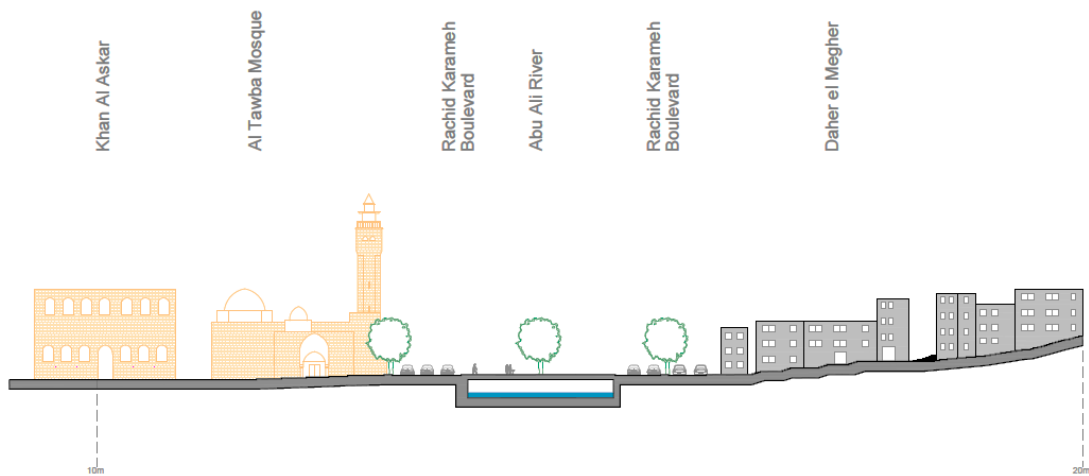 Khan Al Askar
Al Tawba Mosque
Rachid Karameh
Boulevard
Abu Ali River
Rachid Karameh
Boulevard
Daher el Megher
10m
20m